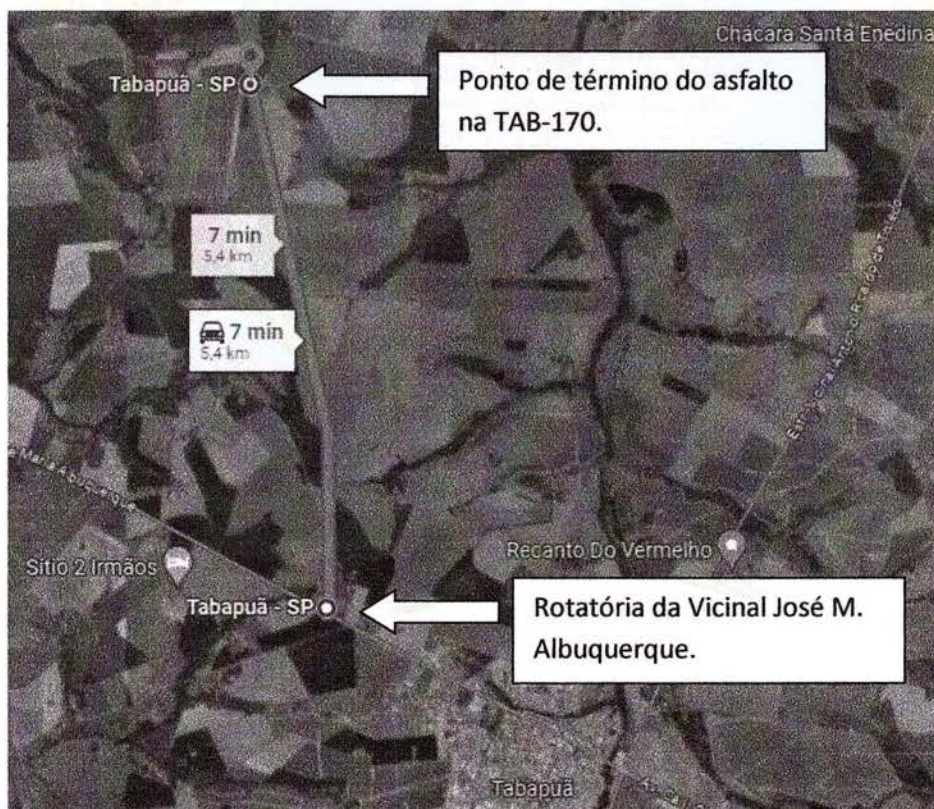 Chácara Santa Enedina
Tabapuã - SP
Ponto de término do asfalto
na TAB-170.
7 min
5,4 km
7 min
5,4 km
Sítio 2 Irmãos
Recanto Do Vermelho
Tabapuã - SP
Rotatória da Vicinal José M.
Albuquerque.
Tabapuã